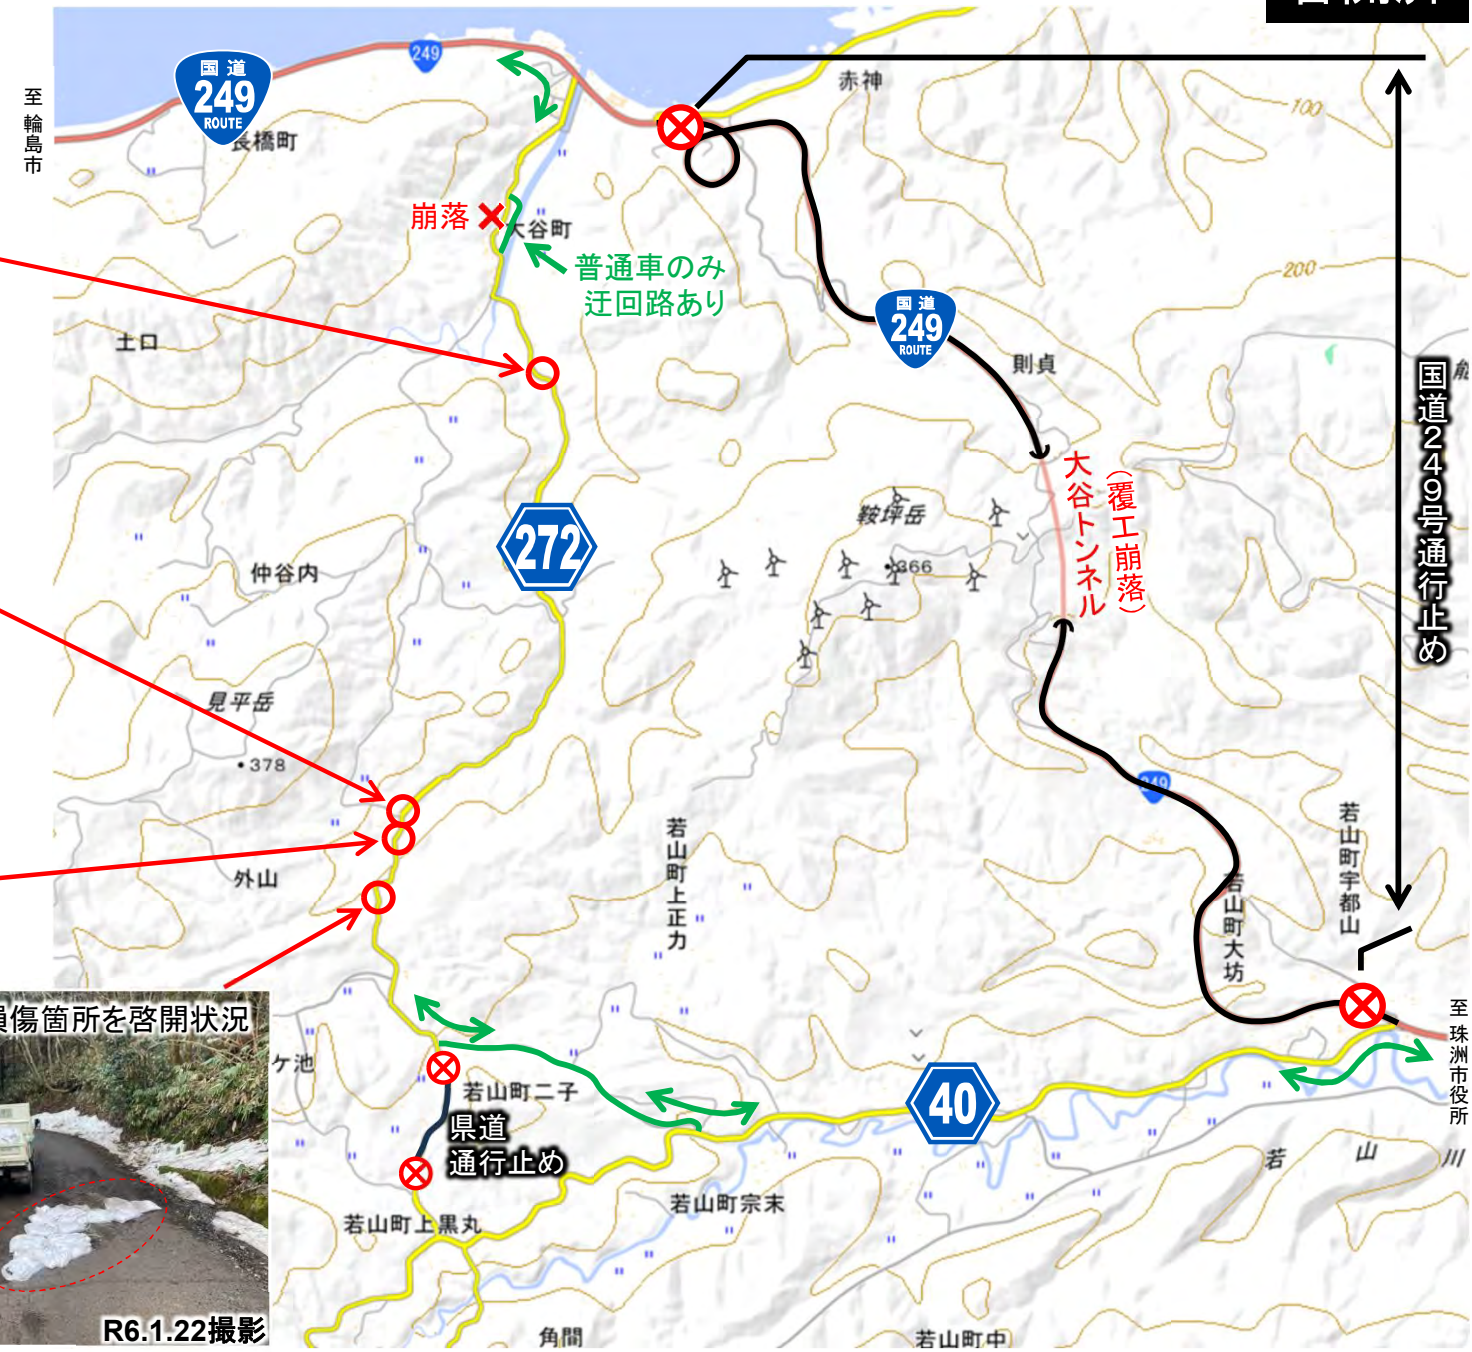 至 輪島市
国道
249
ROUTE
249
長橋町
赤神
100
崩落
大谷町
普通車のみ
迂回路あり
200
土口
国道
249
ROUTE
則貞
国道249号通行止め
大谷トンネル
(覆工崩落)
鞍坪岳
366
272
仲谷内
見平岳
378
249
若山町宇都山
若山町上正力
外山
若山町大坊
損傷箇所を啓開状況
至 珠洲市役所
ケ池
若山町二子
県道
通行止め
40
若山川
若山町宗末
若山町上黒丸
R6.1.22撮影
角間
若山町中